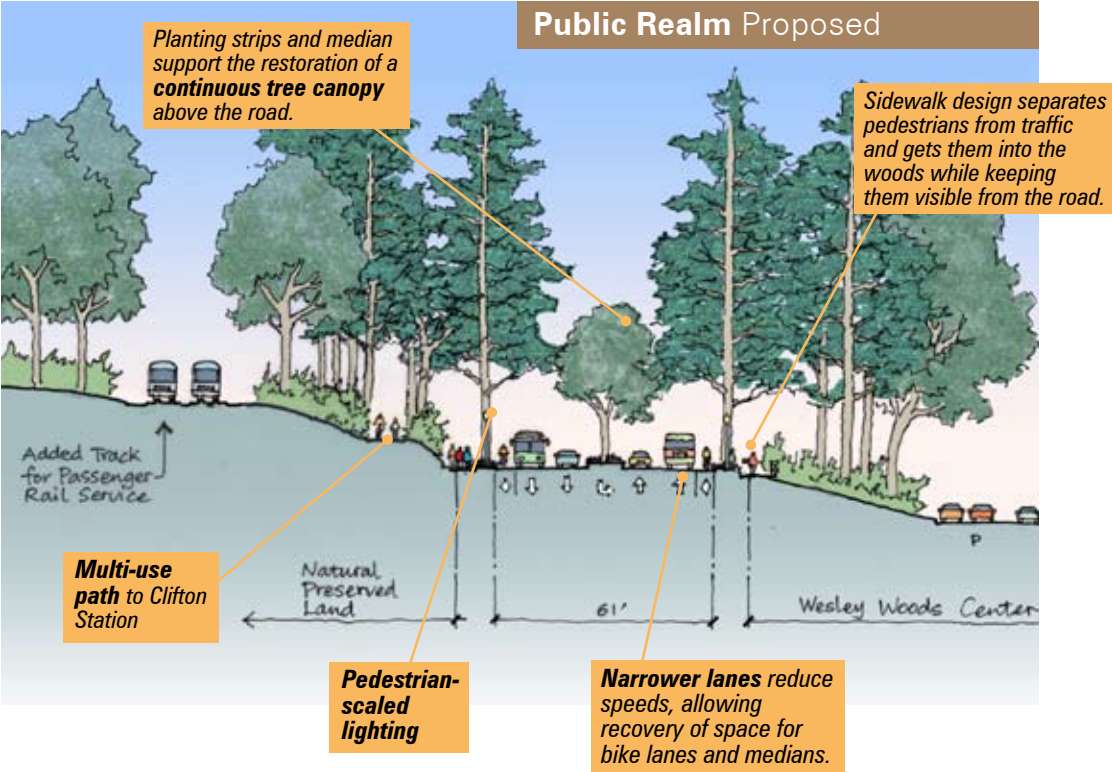 Public Realm Proposed
Planting strips and median
support the restoration of a
continuous tree canopy
above the road.
Sidewalk design separates
pedestrians from traffic
and gets them into the
woods while keeping
them visible from the road.
Added Track
for Passenger
Rail Service
P
Multi-use
path to Clifton
Station
Natural
Preserved
Land
61'
Wesley Woods Center
Pedestrian-
scaled
lighting
Narrower lanes reduce
speeds, allowing
recovery of space for
bike lanes and medians.